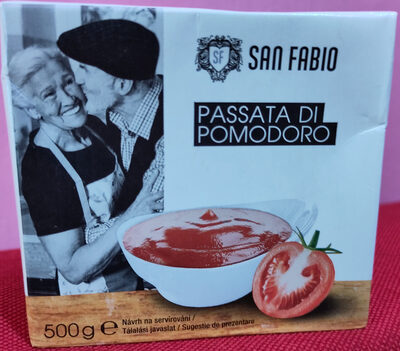 SF
SAN FABIO
PASSATA DI
POMODORO
500g e
Návrh na servírování /
Tálalási javaslat / Sugestie de prezentare